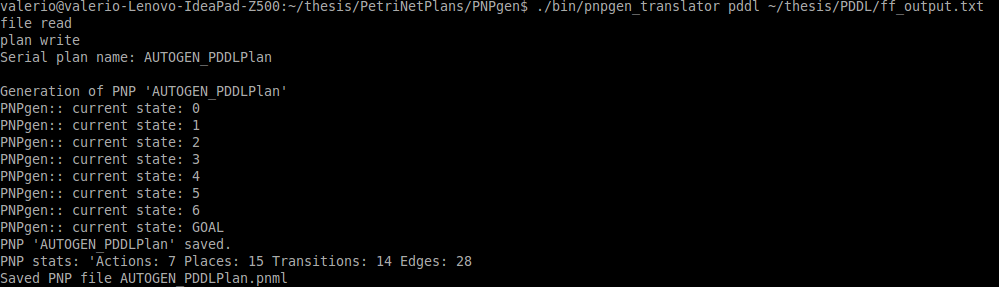 valerio@valerio-Lenovo-IdeaPad-Z500:~/thesis/PetriNetPlans/PNPgen$ ./bin/pnpgen_translator pddl ~/thesis/PDDL/ff_output.txt
file read
plan write
Serial plan name: AUTOGEN_PDDLPlan

Generation of PNP 'AUTOGEN_PDDLPlan'
PNPgen:: current state: 0
PNPgen:: current state: 1
PNPgen:: current state: 2
PNPgen:: current state: 3
PNPgen:: current state: 4
PNPgen:: current state: 5
PNPgen:: current state: 6
PNPgen:: current state: GOAL
PNP 'AUTOGEN_PDDLPlan' saved.
PNP stats: 'Actions: 7 Places: 15 Transitions: 14 Edges: 28
Saved PNP file AUTOGEN_PDDLPlan.pnml